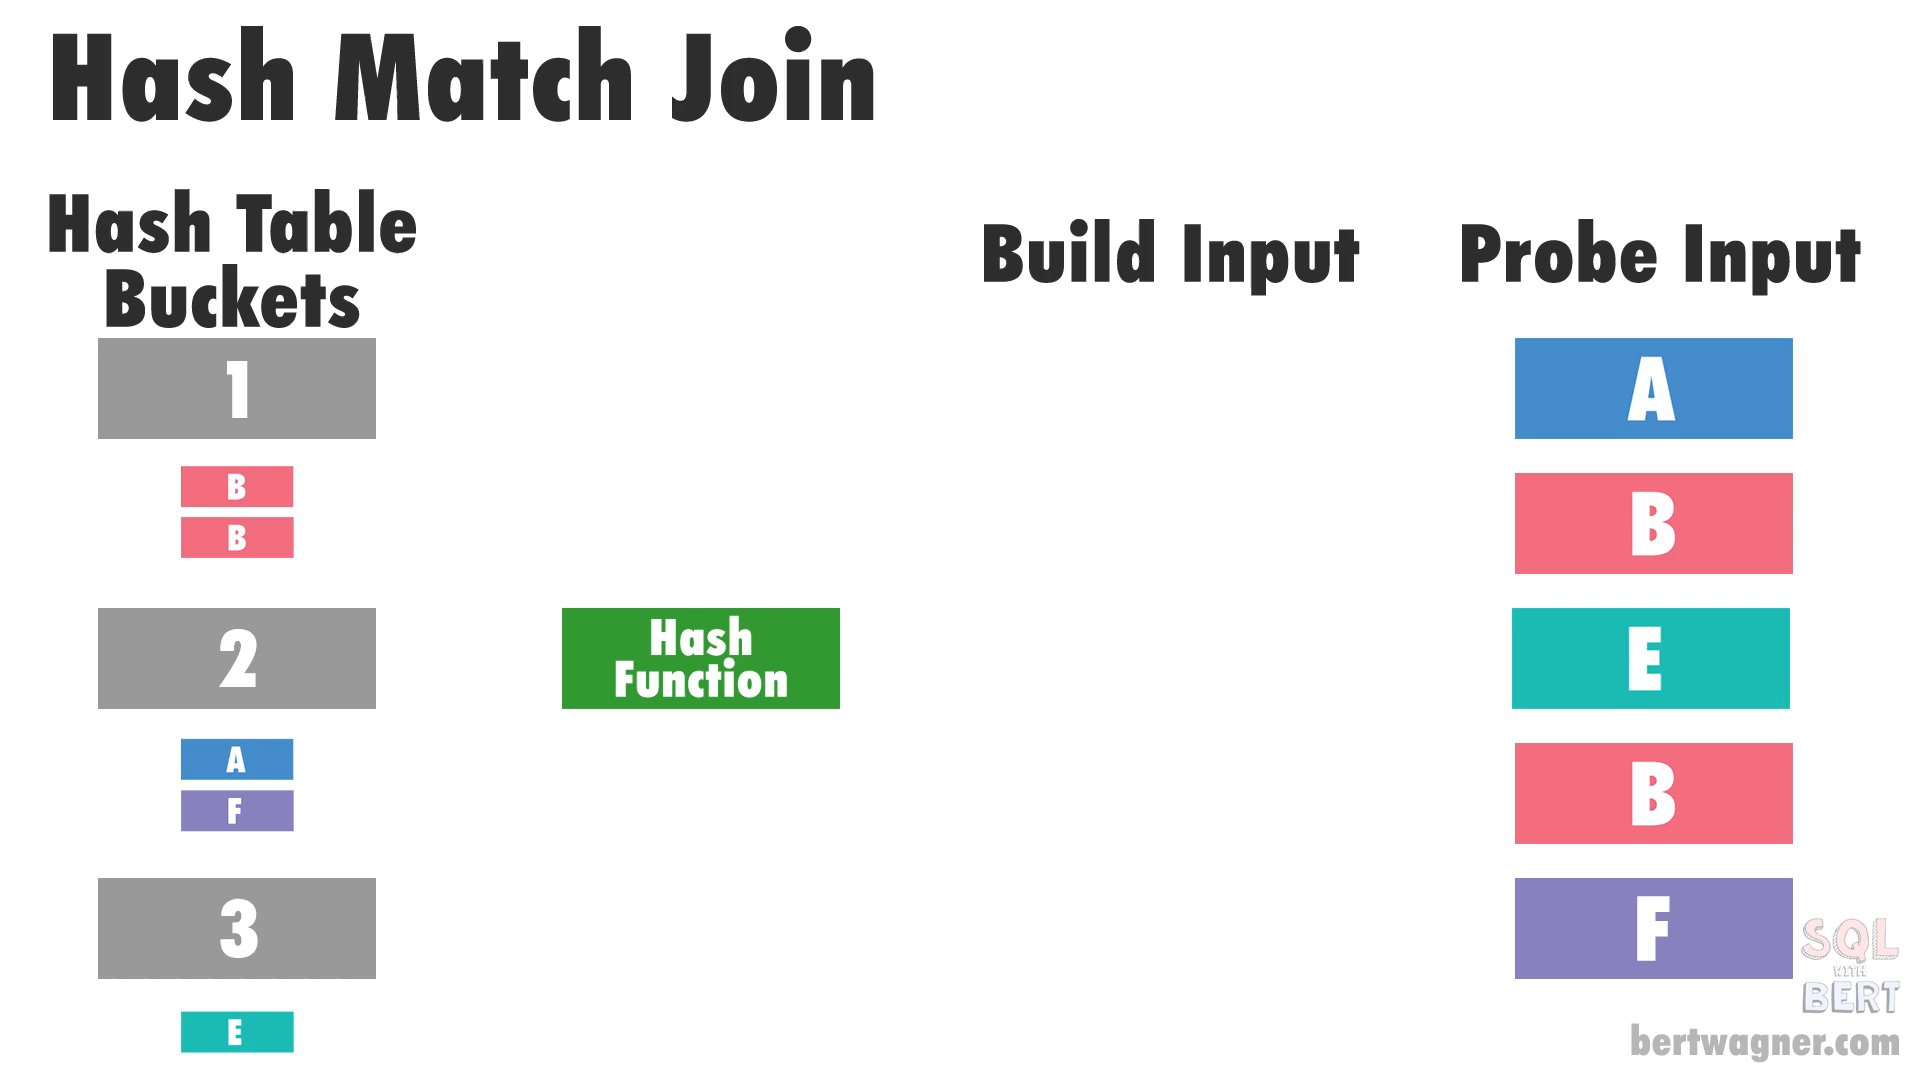 Hash Match Join
Hash Table
Buckets
1
B
B
2
A
F
3
E
Hash
Function
Build Input
Probe Input
A
B
E
B
F
SQL
WITH
BERT
bertwagner.com